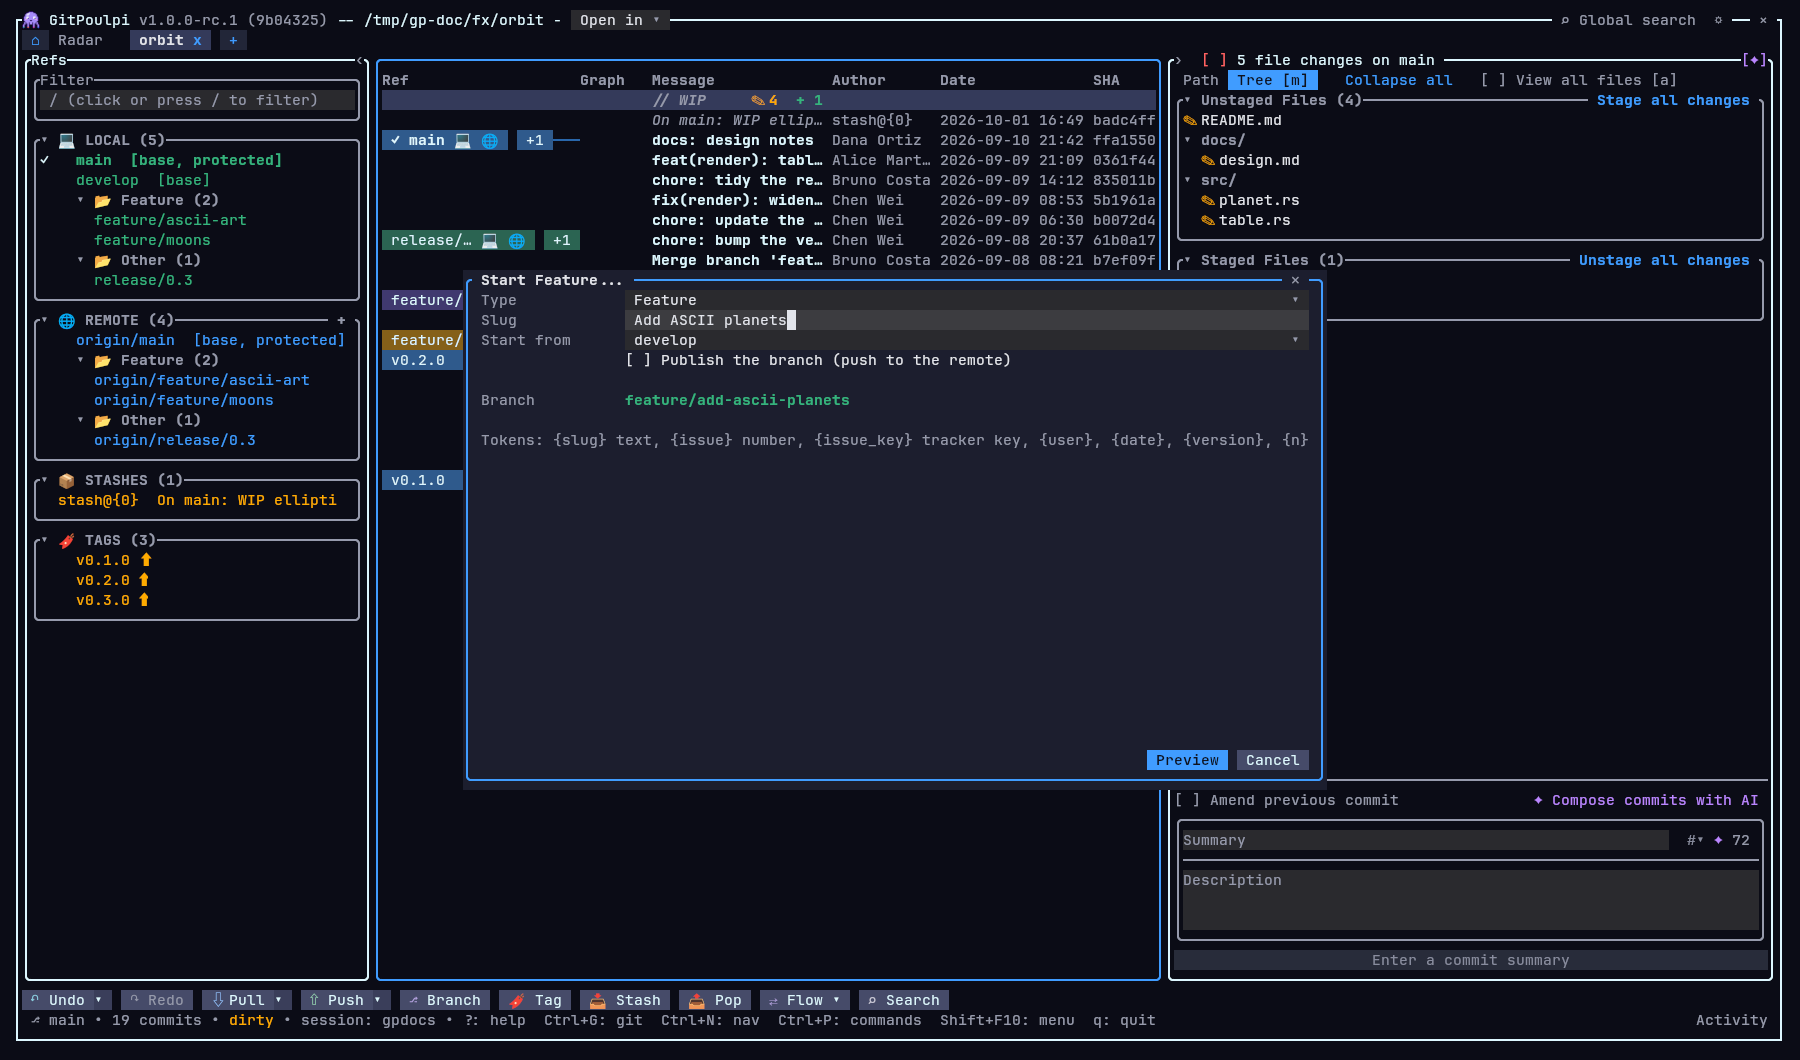 GitPoulpi v1.0.0-rc.1 (9b04325) -- /tmp/gp-doc/fx/orbit - Open in ▾ ⌕ Global search ☼ ×
⌂ Radar orbit x +
Refs ‹
Filter
/ (click or press / to filter)
▾ LOCAL (5)
✓ main [base, protected]
develop [base]
▾ Feature (2)
feature/ascii-art
feature/moons
▾ Other (1)
release/0.3
▾ REMOTE (4) +
origin/main [base, protected]
▾ Feature (2)
origin/feature/ascii-art
origin/feature/moons
▾ Other (1)
origin/release/0.3
▾ STASHES (1)
stash@{0} On main: WIP ellipti
▾ TAGS (3)
v0.1.0 ⬆
v0.2.0 ⬆
v0.3.0 ⬆
Ref Graph Message Author Date SHA
// WIP ✎ 4 + 1
On main: WIP ellip… stash@{0} 2026-10-01 16:49 badc4ff
✓ main +1 docs: design notes Dana Ortiz 2026-09-10 21:42 ffa1550
feat(render): tabl… Alice Mart… 2026-09-09 21:09 0361f44
chore: tidy the re… Bruno Costa 2026-09-09 14:12 835011b
fix(render): widen… Chen Wei 2026-09-09 08:53 5b1961a
chore: update the … Chen Wei 2026-09-09 06:30 b0072d4
release/… +1 chore: bump the ve… Chen Wei 2026-09-08 20:37 61b0a17
Merge branch 'feat… Bruno Costa 2026-09-08 08:21 b7ef09f
feature/
feature/
v0.2.0
v0.1.0
Start Feature... ×
Type Feature ▾
Slug Add ASCII planets
Start from develop ▾
[ ] Publish the branch (push to the remote)
Branch feature/add-ascii-planets
Tokens: {slug} text, {issue} number, {issue_key} tracker key, {user}, {date}, {version}, {n}
Preview Cancel
› [ ] 5 file changes on main [✦]
Path Tree [m] Collapse all [ ] View all files [a]
▾ Unstaged Files (4) Stage all changes
✎ README.md
▾ docs/
✎ design.md
▾ src/
✎ planet.rs
✎ table.rs
▾ Staged Files (1) Unstage all changes
[ ] Amend previous commit ✦ Compose commits with AI
Summary #▾ ✦ 72
Description
Enter a commit summary
Undo ▾ Redo Pull ▾ Push ▾ Branch Tag Stash Pop Flow ▾ Search
main • 19 commits • dirty • session: gpdocs • ?: help Ctrl+G: git Ctrl+N: nav Ctrl+P: commands Shift+F10: menu q: quit Activity